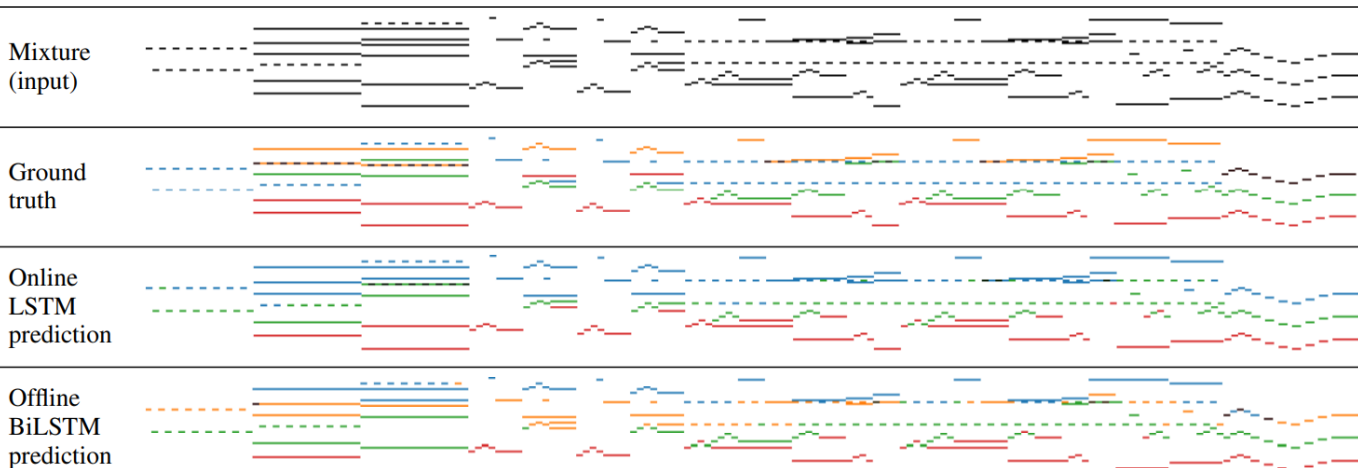 Mixture
(input)
Ground
truth
Online
LSTM
prediction
Offline
BiLSTM
prediction